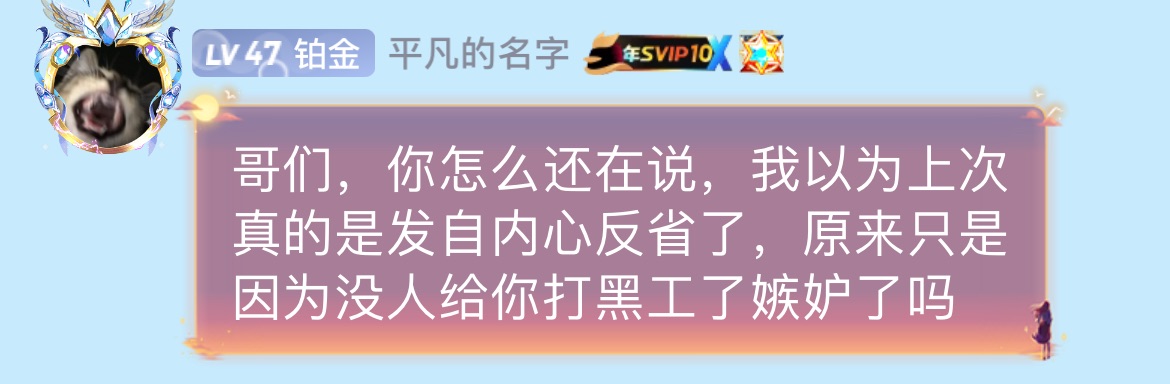 LV 47 铂金 平凡的名字 年SVIP10X
哥们，你怎么还在说，我以为上次
真的是发自内心反省了，原来只是
因为没人给你打黑工了嫉妒了吗